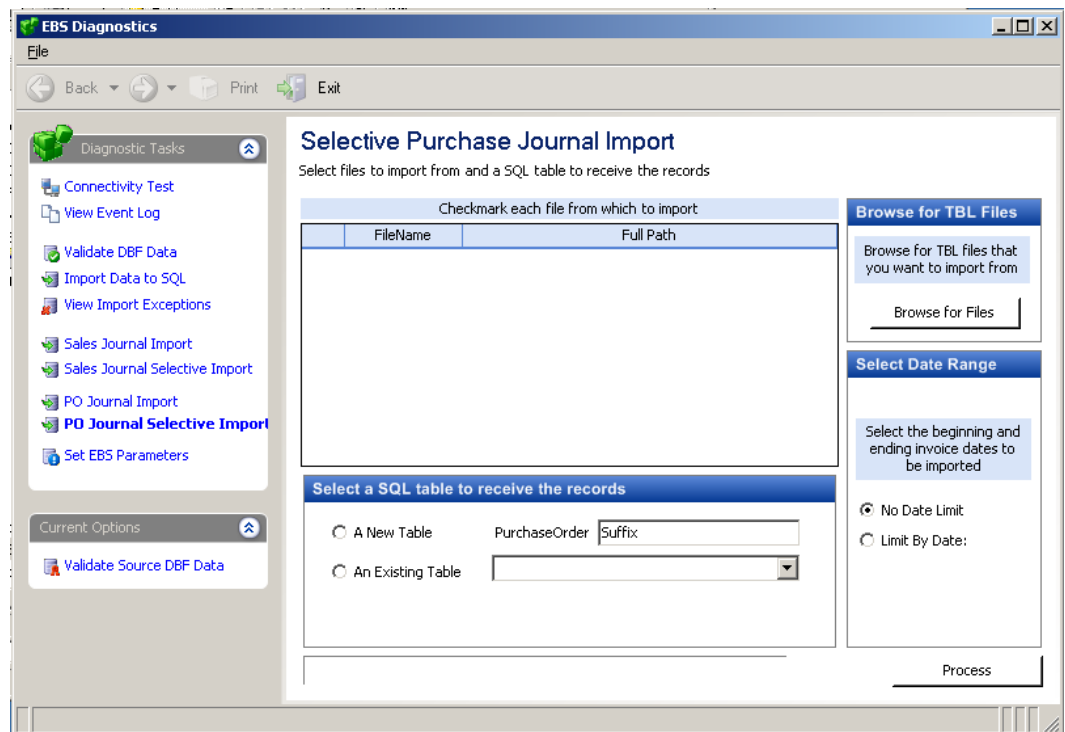 EBS Diagnostics
File
Back
Print
Exit
Diagnostic Tasks
Connectivity Test
View Event Log
Validate DBF Data
Import Data to SQL
View Import Exceptions
Sales Journal Import
Sales Journal Selective Import
PO Journal Import
PO Journal Selective Import
Set EBS Parameters
Current Options
Validate Source DBF Data
Selective Purchase Journal Import
Select files to import from and a SQL table to receive the records
Checkmark each file from which to import
FileName Full Path
Select a SQL table to receive the records
A New Table PurchaseOrder Suffix
An Existing Table
Browse for TBL Files
Browse for TBL files that
you want to import from
Browse for Files
Select Date Range
Select the beginning and
ending invoice dates to
be imported
No Date Limit
Limit By Date:
Process